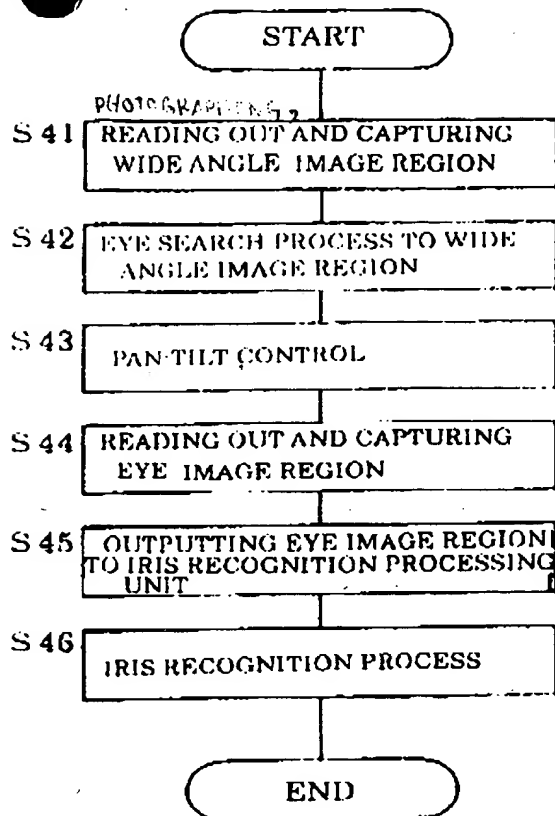 START
PHOTOGRAPHING
S 41 READING OUT AND CAPTURING
WIDE ANGLE IMAGE REGION
S 42 EYE SEARCH PROCESS TO WIDE
ANGLE IMAGE REGION
S 43 PAN-TILT CONTROL
S 44 READING OUT AND CAPTURING
EYE IMAGE REGION
S 45 OUTPUTTING EYE IMAGE REGION
TO IRIS RECOGNITION PROCESSING
UNIT
S 46 IRIS RECOGNITION PROCESS
END